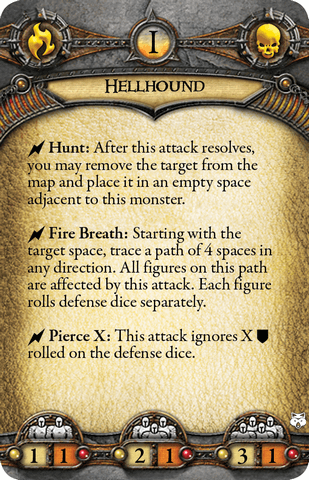 I
HELLHOUND
Hunt: After this attack resolves,
you may remove the target from the
map and place it in an empty space
adjacent to this monster.
Fire Breath: Starting with the
target space, trace a path of 4 spaces in
any direction. All figures on this path
are affected by this attack. Each figure
rolls defense dice separately.
Pierce X: This attack ignores X
rolled on the defense dice.
1 1 2 1 3 1